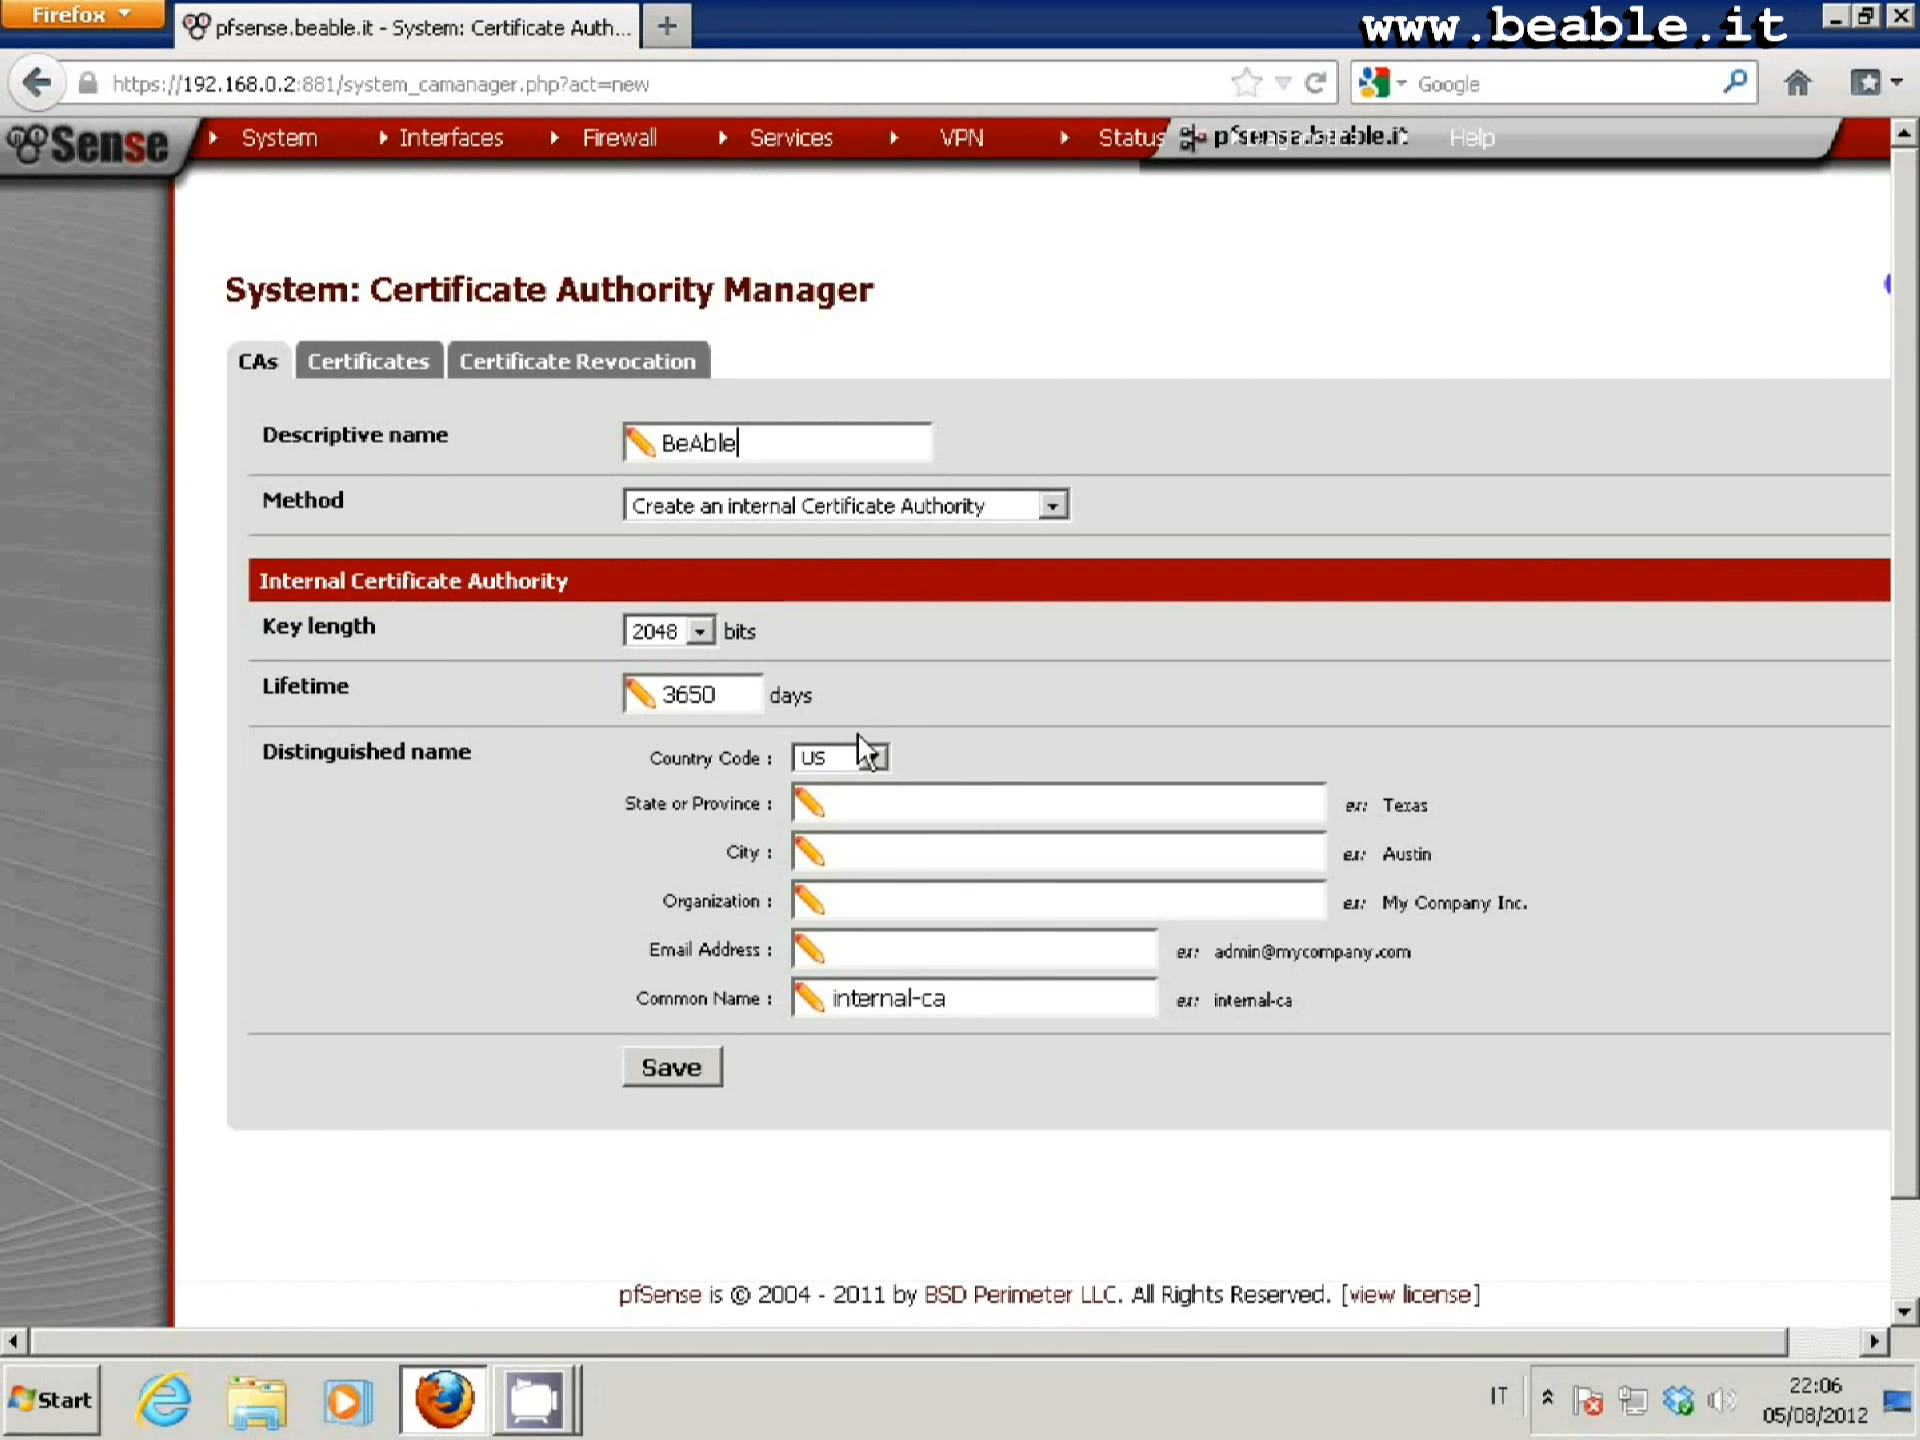 Firefox
pfsense.beable.it - System: Certificate Auth...
www.beable.it
https://192.168.0.2:881/system_camanager.php?act=new
Google
Sense
System
Interfaces
Firewall
Services
VPN
Status
pfsense.beable.it
Help
System: Certificate Authority Manager
CAs
Certificates
Certificate Revocation
Descriptive name
BeAble
Method
Create an internal Certificate Authority
Internal Certificate Authority
Key length
2048 bits
Lifetime
3650 days
Distinguished name
Country Code : US
State or Province : ex: Texas
City : ex: Austin
Organization : ex: My Company Inc.
Email Address : ex: admin@mycompany.com
Common Name : internal-ca ex: internal-ca
Save
pfSense is © 2004 - 2011 by BSD Perimeter LLC. All Rights Reserved. [view license]
Start
IT
22:06
05/08/2012